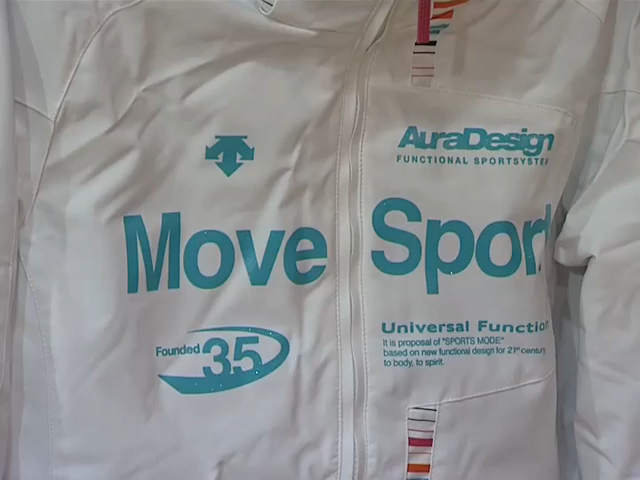 AuraDesign
FUNCTIONAL SPORTSYSTEM
Move Sport
Founded 35
Universal Function
It is proposal of "SPORTS MODE"
based on new functional design for 21st century
to body, to spirit.